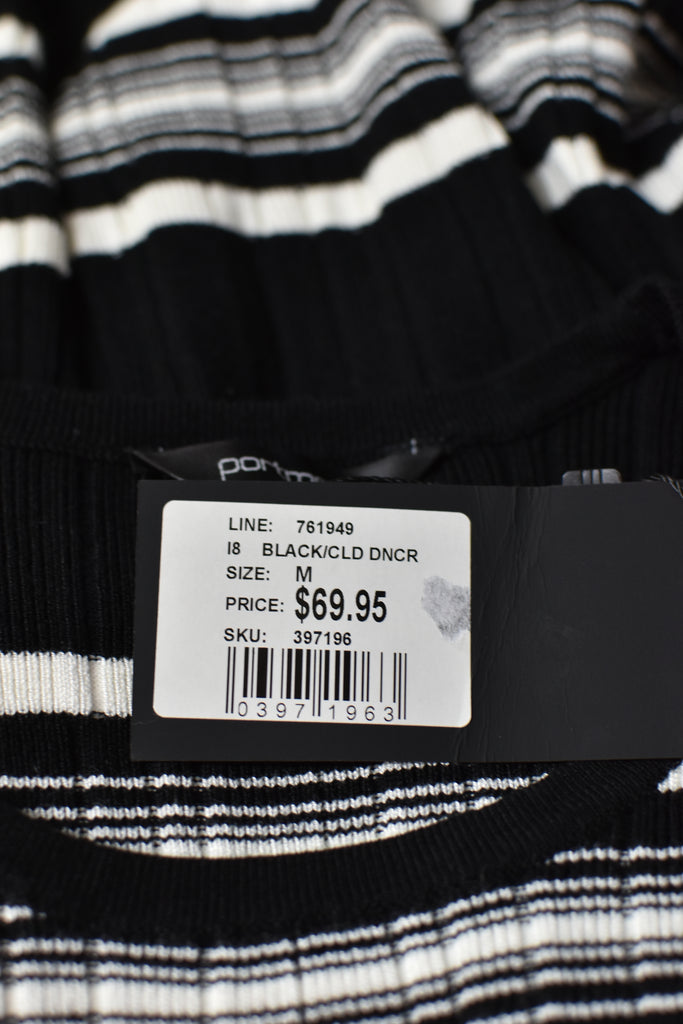 LINE: 761949
I8 BLACK/CLD DNCR
SIZE: M
PRICE: $69.95
SKU: 397196
0397 1963